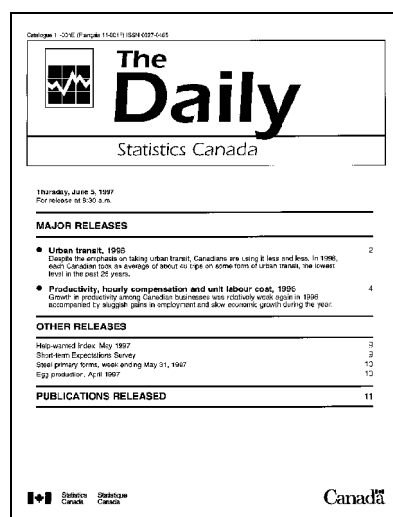 Catalogue 11-001E (Français 11-001F) ISSN 0827-0465
The
Daily
Statistics Canada
Thursday, June 5, 1997
For release at 8:30 a.m.
MAJOR RELEASES
● Urban transit, 1996 2
Despite the emphasis on taking urban transit, Canadians are using it less and less. In 1996,
each Canadian took an average of about 48 trips on some form of urban transit, the lowest
level in the past 25 years.
● Productivity, hourly compensation and unit labour cost, 1996 4
Growth in productivity among Canadian businesses was relatively weak again in 1996
accompanied by sluggish gains in employment and slow economic growth during the year.
OTHER RELEASES
Help-wanted Index May 1997 9
Short-term Expectations Survey 9
Steel primary forms, week ending May 31, 1997 10
Egg production, April 1997 10
PUBLICATIONS RELEASED 11
Statistics Statistique
Canada Canada
Canada